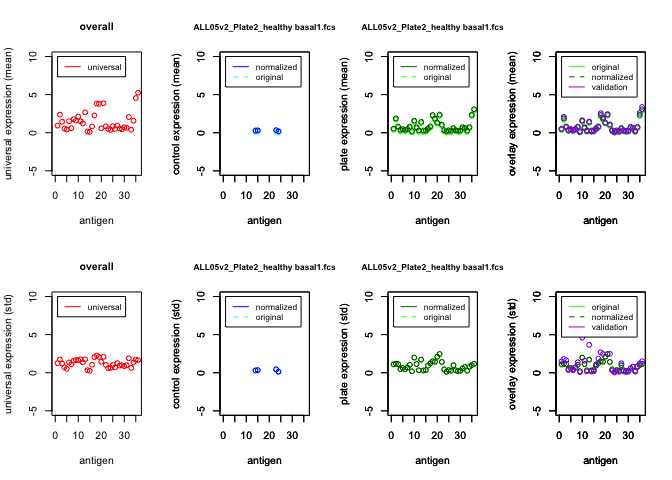 overall
universal expression (mean)
10
5
0
-5
universal
0 10 20 30
antigen
ALL05v2_Plate2_healthy basal1.fcs
control expression (mean)
10
5
0
-5
normalized
original
0 10 20 30
antigen
ALL05v2_Plate2_healthy basal1.fcs
plate expression (mean)
10
5
0
-5
normalized
original
0 10 20 30
antigen
overlay expression (mean)
10
5
0
-5
original
normalized
validation
0 10 20 30
antigen
overall
universal expression (std)
10
5
0
-5
universal
0 10 20 30
antigen
ALL05v2_Plate2_healthy basal1.fcs
control expression (std)
10
5
0
-5
normalized
original
0 10 20 30
antigen
ALL05v2_Plate2_healthy basal1.fcs
plate expression (std)
10
5
0
-5
normalized
original
0 10 20 30
antigen
overlay expression (std)
10
5
0
-5
original
normalized
validation
0 10 20 30
antigen